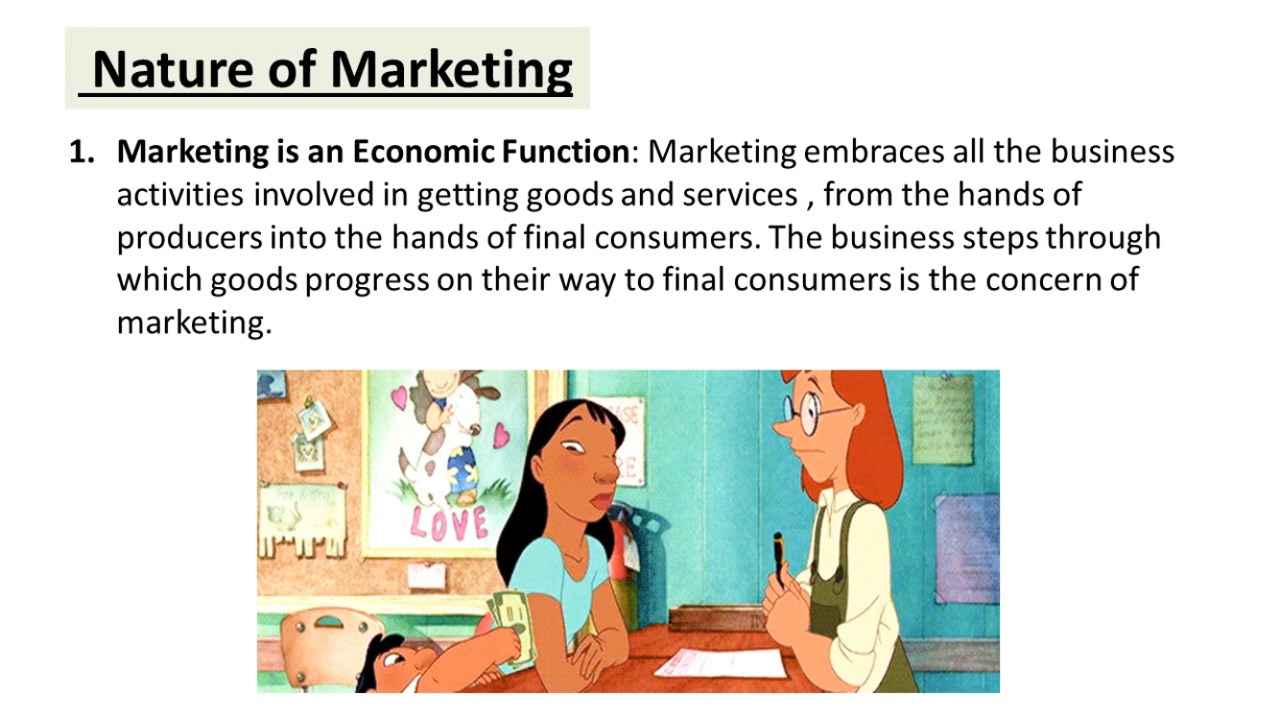 Nature of Marketing
1. Marketing is an Economic Function: Marketing embraces all the business
activities involved in getting goods and services , from the hands of
producers into the hands of final consumers. The business steps through
which goods progress on their way to final consumers is the concern of
marketing.
LOVE